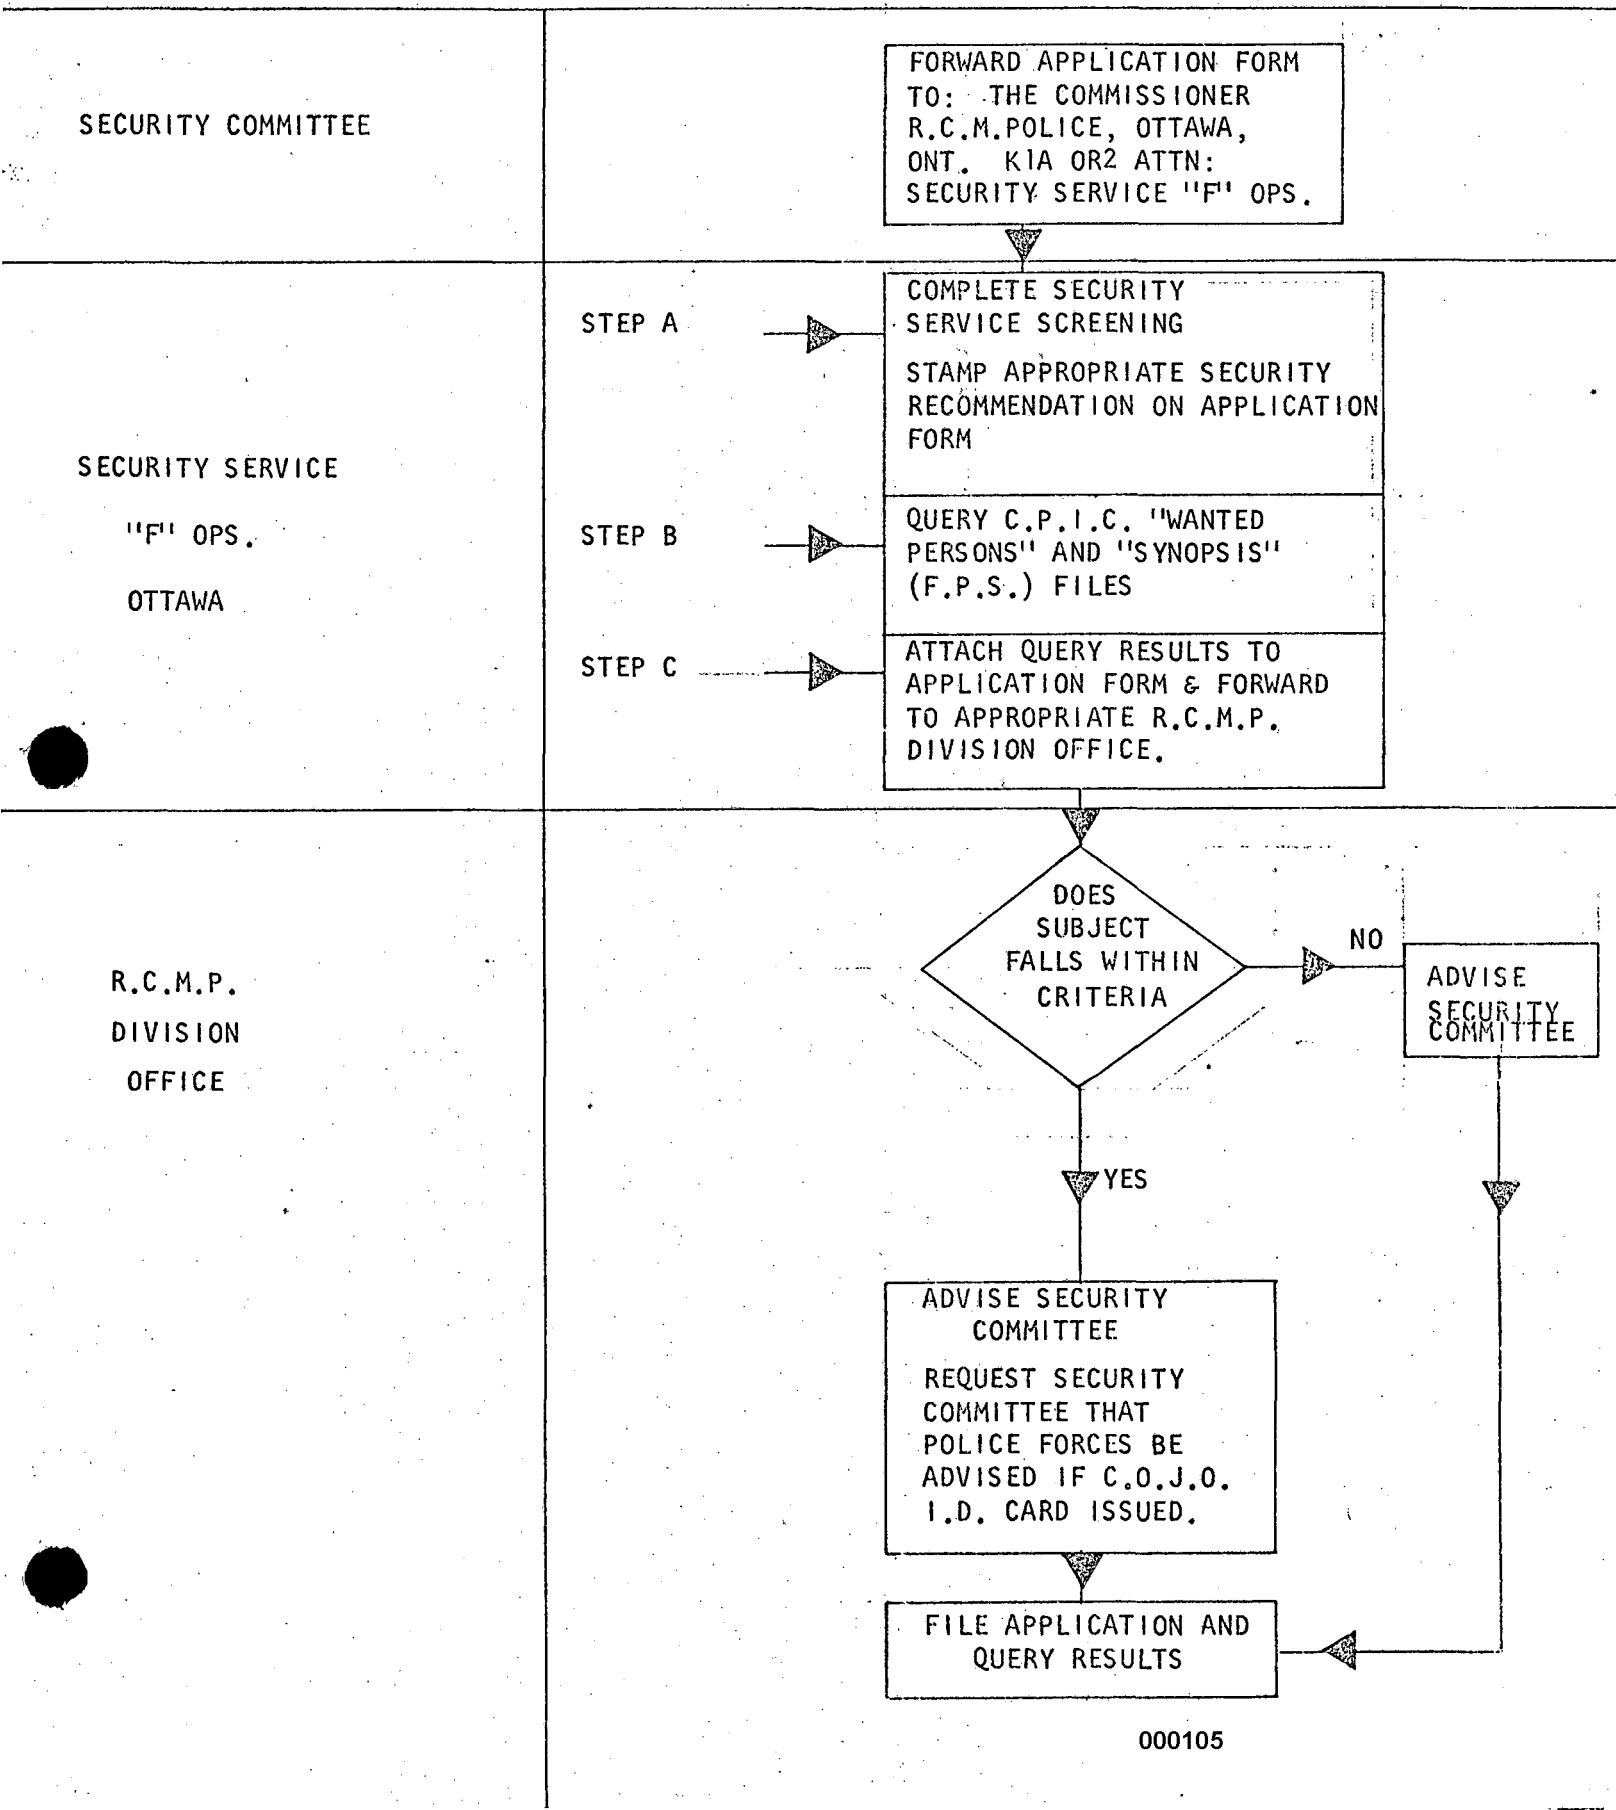 SECURITY COMMITTEE
FORWARD APPLICATION FORM
TO: THE COMMISSIONER
R.C.M.POLICE, OTTAWA,
ONT. K1A OR2 ATTN:
SECURITY SERVICE "F" OPS.
SECURITY SERVICE
"F" OPS.
OTTAWA
STEP A
COMPLETE SECURITY
SERVICE SCREENING
STAMP APPROPRIATE SECURITY
RECOMMENDATION ON APPLICATION
FORM
STEP B
QUERY C.P.I.C. "WANTED
PERSONS" AND "SYNOPSIS"
(F.P.S.) FILES
STEP C
ATTACH QUERY RESULTS TO
APPLICATION FORM & FORWARD
TO APPROPRIATE R.C.M.P.
DIVISION OFFICE.
R.C.M.P.
DIVISION
OFFICE
DOES
SUBJECT
FALLS WITHIN
CRITERIA
NO
ADVISE
SECURITY
COMMITTEE
YES
ADVISE SECURITY
COMMITTEE
REQUEST SECURITY
COMMITTEE THAT
POLICE FORCES BE
ADVISED IF C.O.J.O.
I.D. CARD ISSUED.
FILE APPLICATION AND
QUERY RESULTS
000105